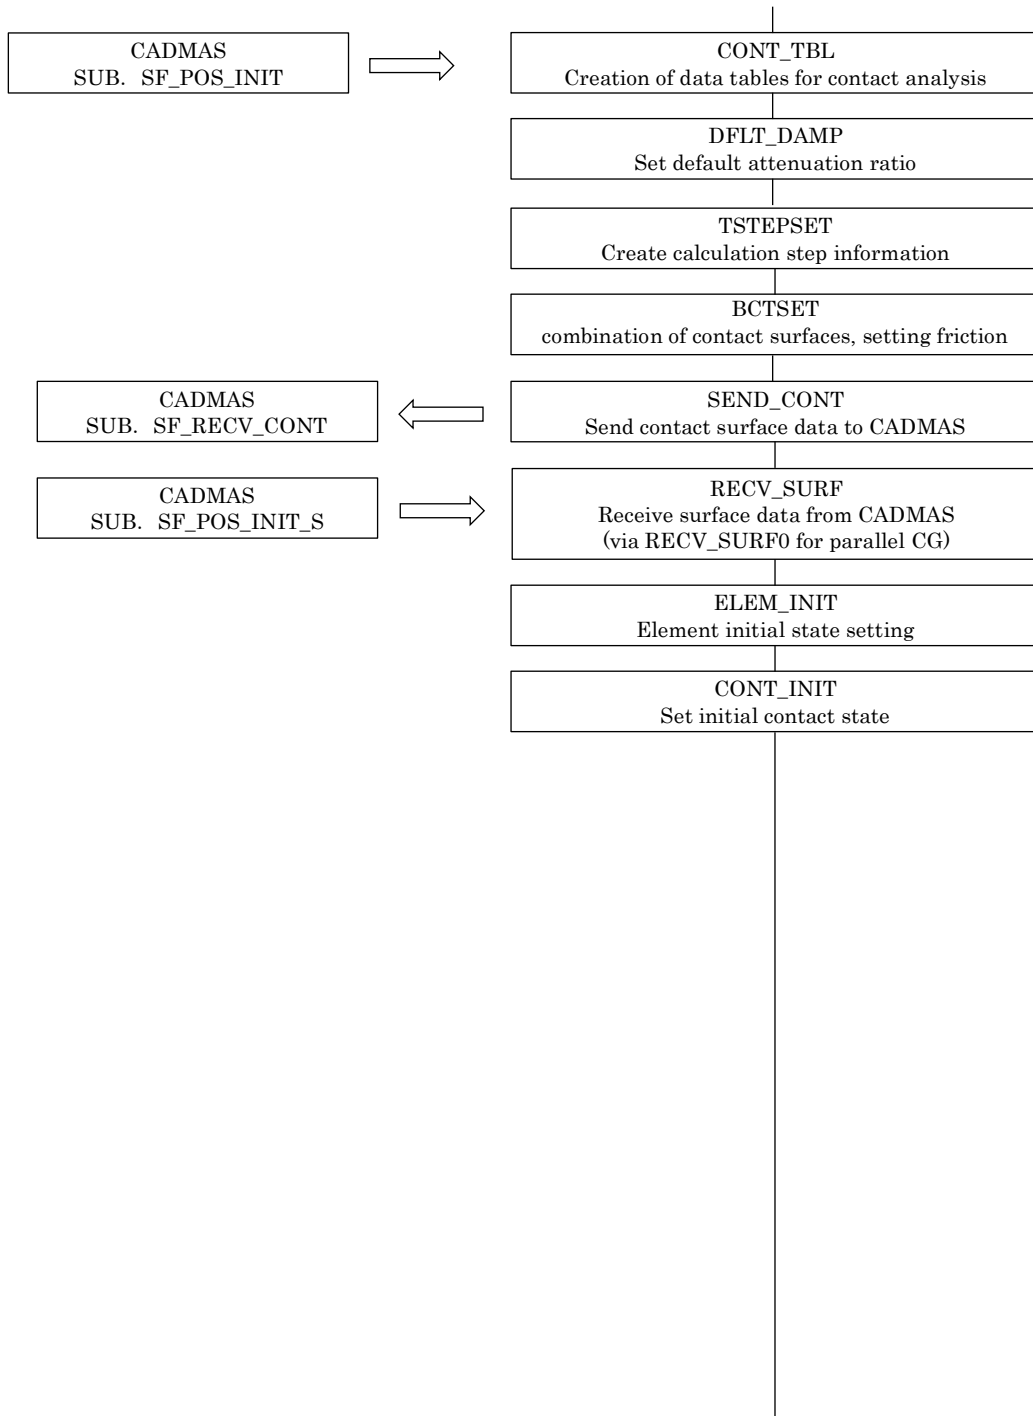 CADMAS
SUB. SF_POS_INIT
CONT_TBL
Creation of data tables for contact analysis
DFLT_DAMP
Set default attenuation ratio
TSTEPSET
Create calculation step information
BCTSET
combination of contact surfaces, setting friction
CADMAS
SUB. SF_RECV_CONT
SEND_CONT
Send contact surface data to CADMAS
CADMAS
SUB. SF_POS_INIT_S
RECV_SURF
Receive surface data from CADMAS
(via RECV_SURF0 for parallel CG)
ELEM_INIT
Element initial state setting
CONT_INIT
Set initial contact state